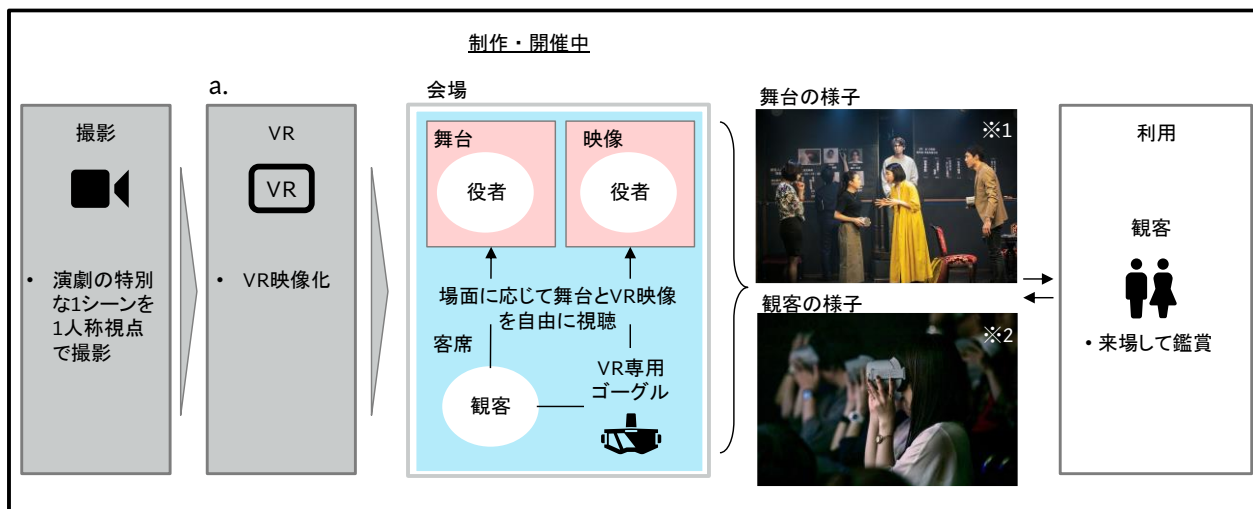 制作・開催中
撮影
• 演劇の特別
な1シーンを
1人称視点
で撮影
a.
VR
VR
• VR映像化
会場
舞台
役者
映像
役者
場面に応じて舞台とVR映像
を自由に視聴
客席
観客
VR専用
ゴーグル
舞台の様子
※1
観客の様子
※2
利用
観客
• 来場して鑑賞